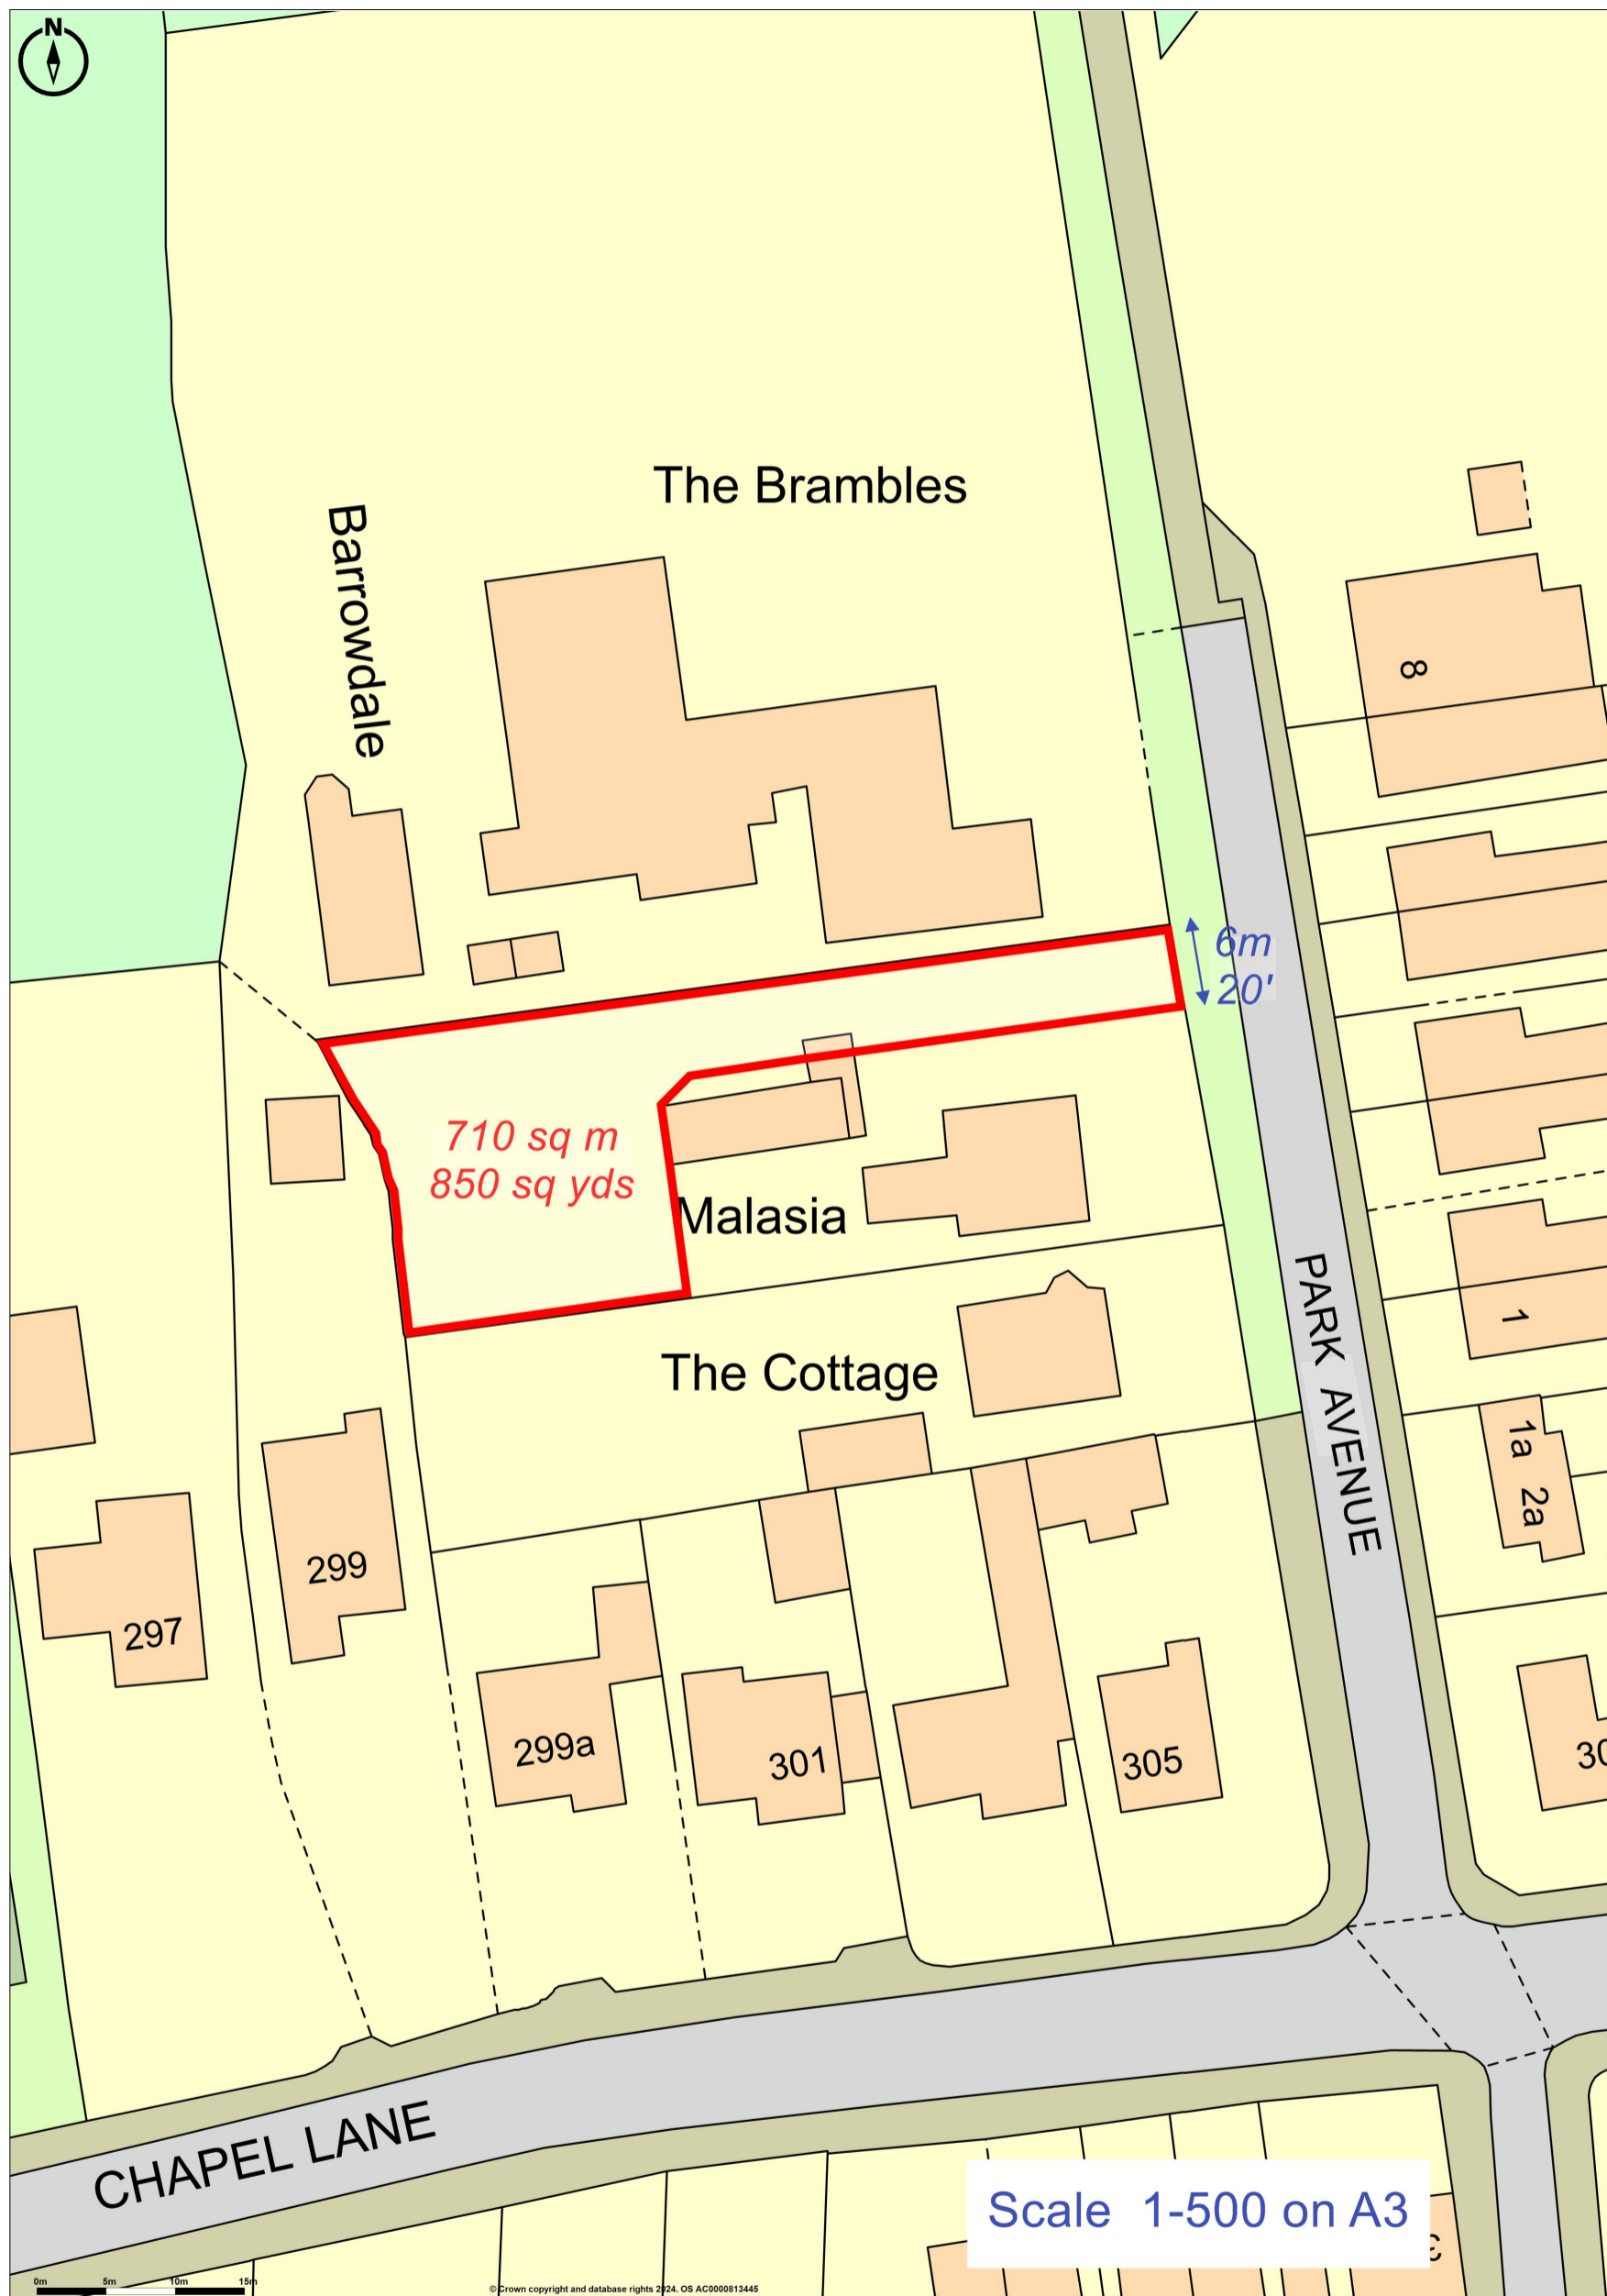 N
The Brambles
Barrowdale
8
6m
20'
710 sq m
850 sq yds
Malasia
PARK AVENUE
1
The Cottage
1a
2a
299
297
299a
301
305
30
CHAPEL LANE
Scale 1-500 on A3
3
0m 5m 10m 15m
© Crown copyright and database rights 2024. OS AC0000813445